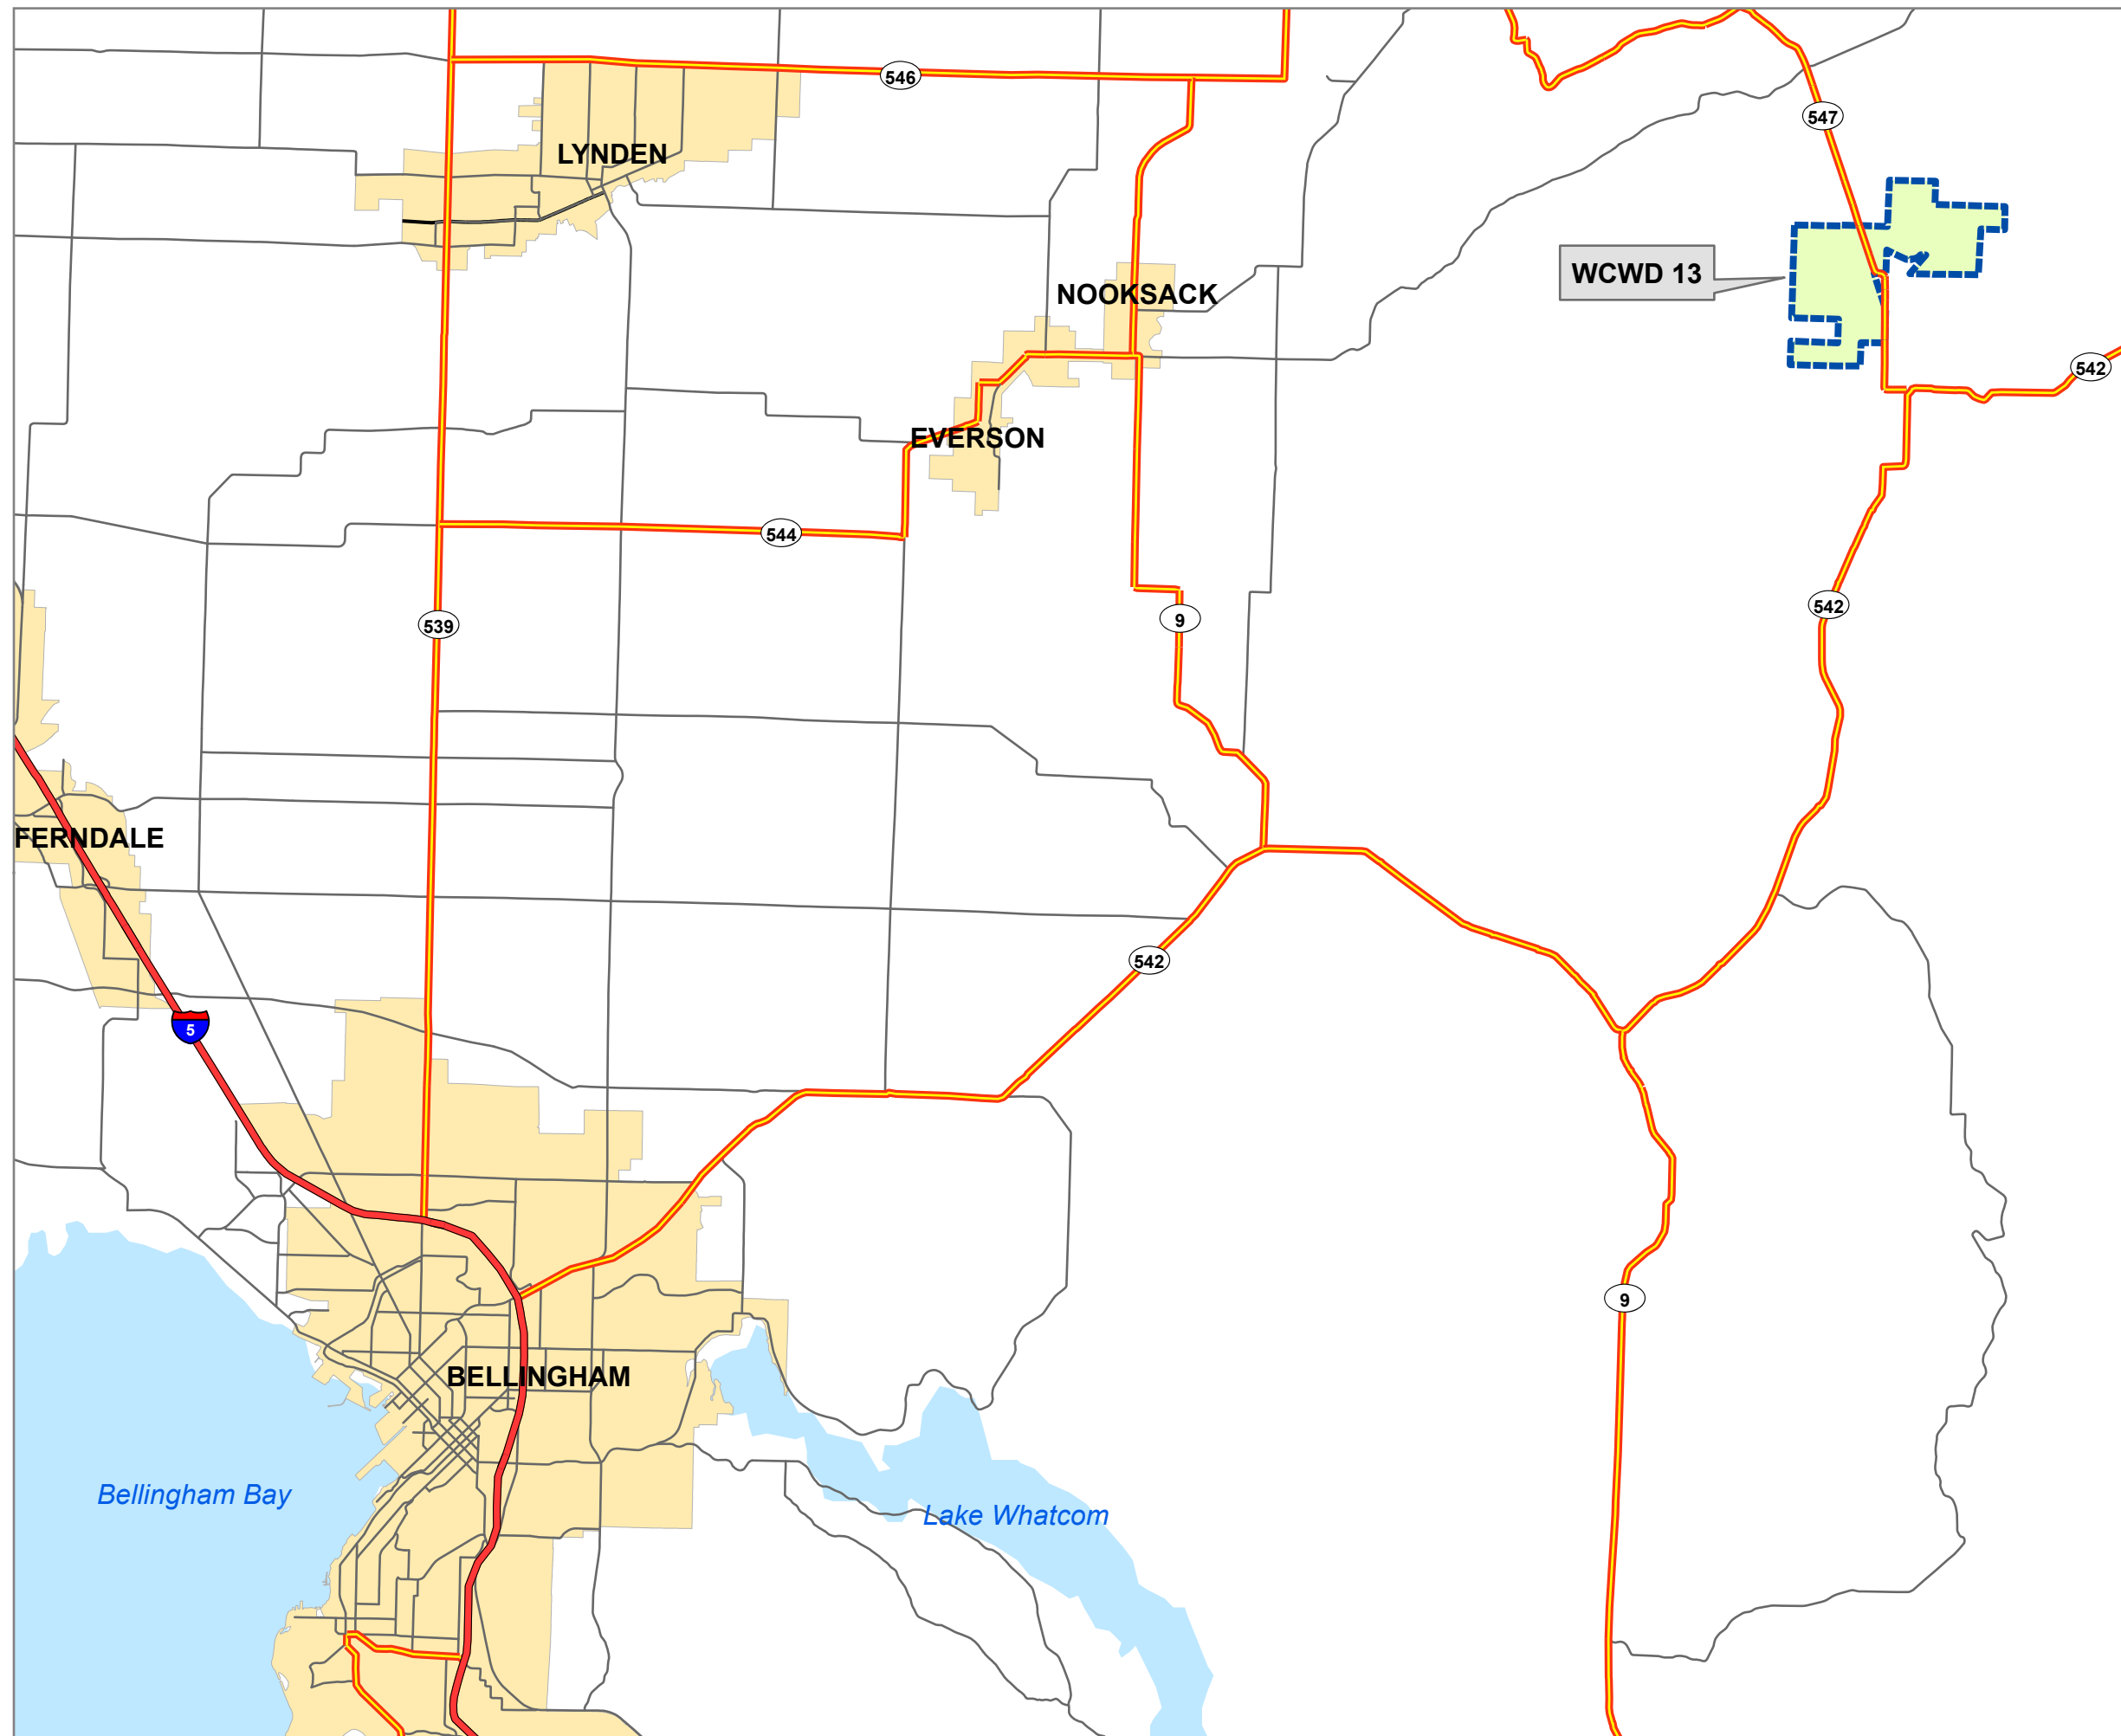 546
547
LYNDEN
WCWD 13
NOOKSACK
542
EVERSON
544
542
539
9
FERNDALE
542
5
9
BELLINGHAM
Bellingham Bay
Lake Whatcom